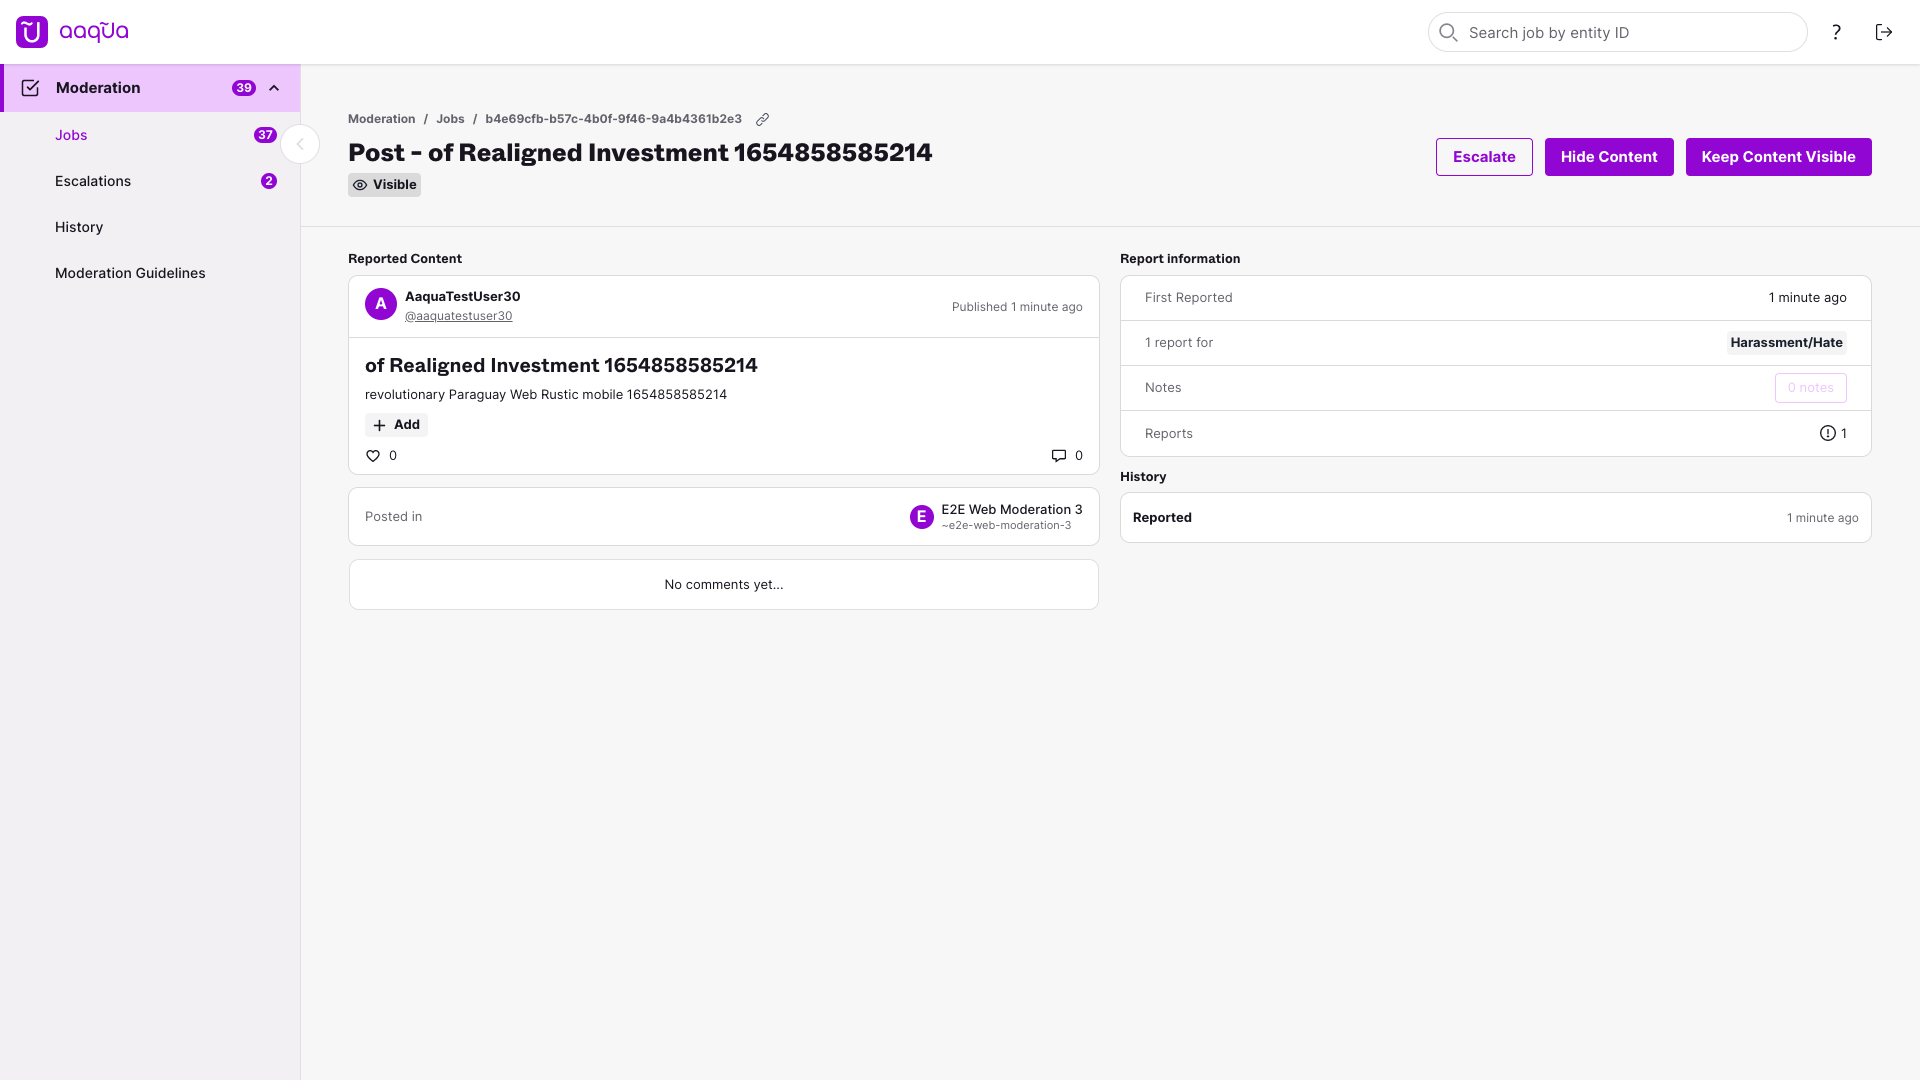 aaqũa
Search job by entity ID
?
Moderation 39
Jobs 37
Escalations 2
History
Moderation Guidelines
Moderation / Jobs / b4e69cfb-b57c-4b0f-9f46-9a4b4361b2e3
Post - of Realigned Investment 1654858585214
Visible
Escalate
Hide Content
Keep Content Visible
Reported Content
A
AaquaTestUser30
@aaquatestuser30
Published 1 minute ago
of Realigned Investment 1654858585214
revolutionary Paraguay Web Rustic mobile 1654858585214
+ Add
0
0
Posted in
E
E2E Web Moderation 3
~e2e-web-moderation-3
No comments yet...
Report information
First Reported 1 minute ago
1 report for Harassment/Hate
Notes 0 notes
Reports 1
History
Reported 1 minute ago